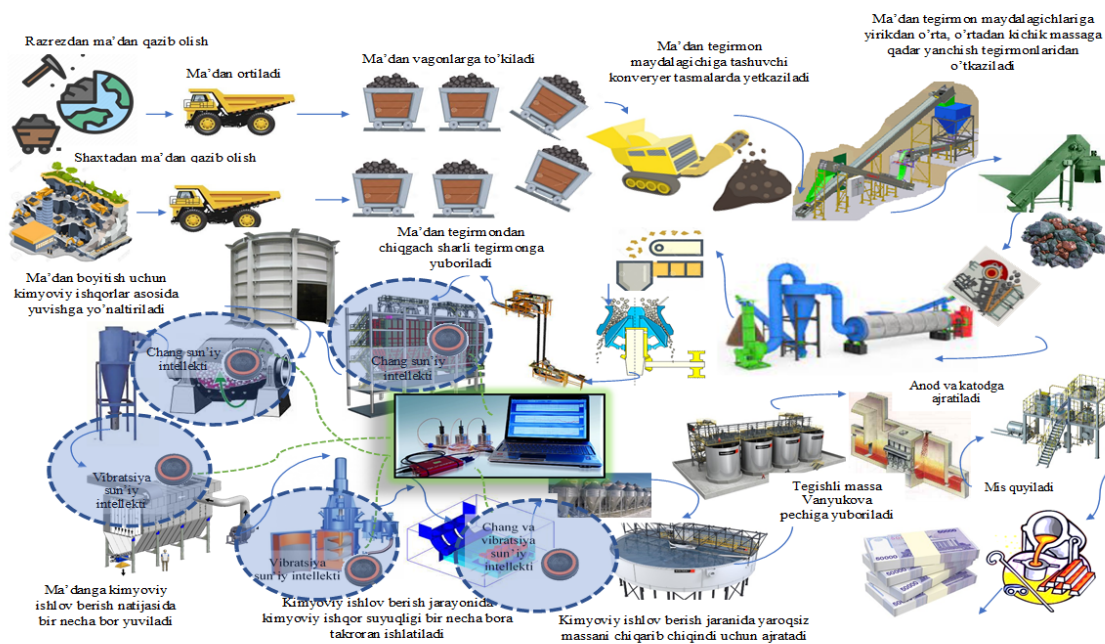 Razrezdan ma’dan qazib olish
Ma’dan ortiladi
Ma’dan vagonlarga to’kiladi
Ma’dan tegirmon
maydalagichiga tashuvchi
konveryer tasmalarda yetkaziladi
Ma’dan tegirmon maydalagichlariga
yirikdan o’rta, o’rtadan kichik massaga
qadar yanchish tegirmonlaridan
o’tkaziladi
Shaxtadan ma’dan qazib olish
Ma’dan tegirmondan
chiqgach sharli tegirmonga
yuboriladi
Ma’dan boyitish uchun
kimyoviy ishqorlar asosida
yuvishga yo’naltiriladi
Chang sun’iy
intellekti
Chang sun’iy
intellekti
Anod va katodga
ajratiladi
Vibratsiya
sun’iy
intellekti
Tegishli massa
Vanyukova
pechiga yuboriladi
Mis quyiladi
Vibratsiya
sun’iy intellekti
Chang va
vibratsiya
sun’iy
intellekti
Ma’danga kimyoviy
ishlov berish natijasida
bir necha bor yuviladi
Kimyoviy ishlov berish jarayonida
kimyoviy ishqor suyuqligi bir necha bora
takroran ishlatiladi
Kimyoviy ishlov berish jaranida yaroqsiz
massani chiqarib chiqindi uchun ajratadi